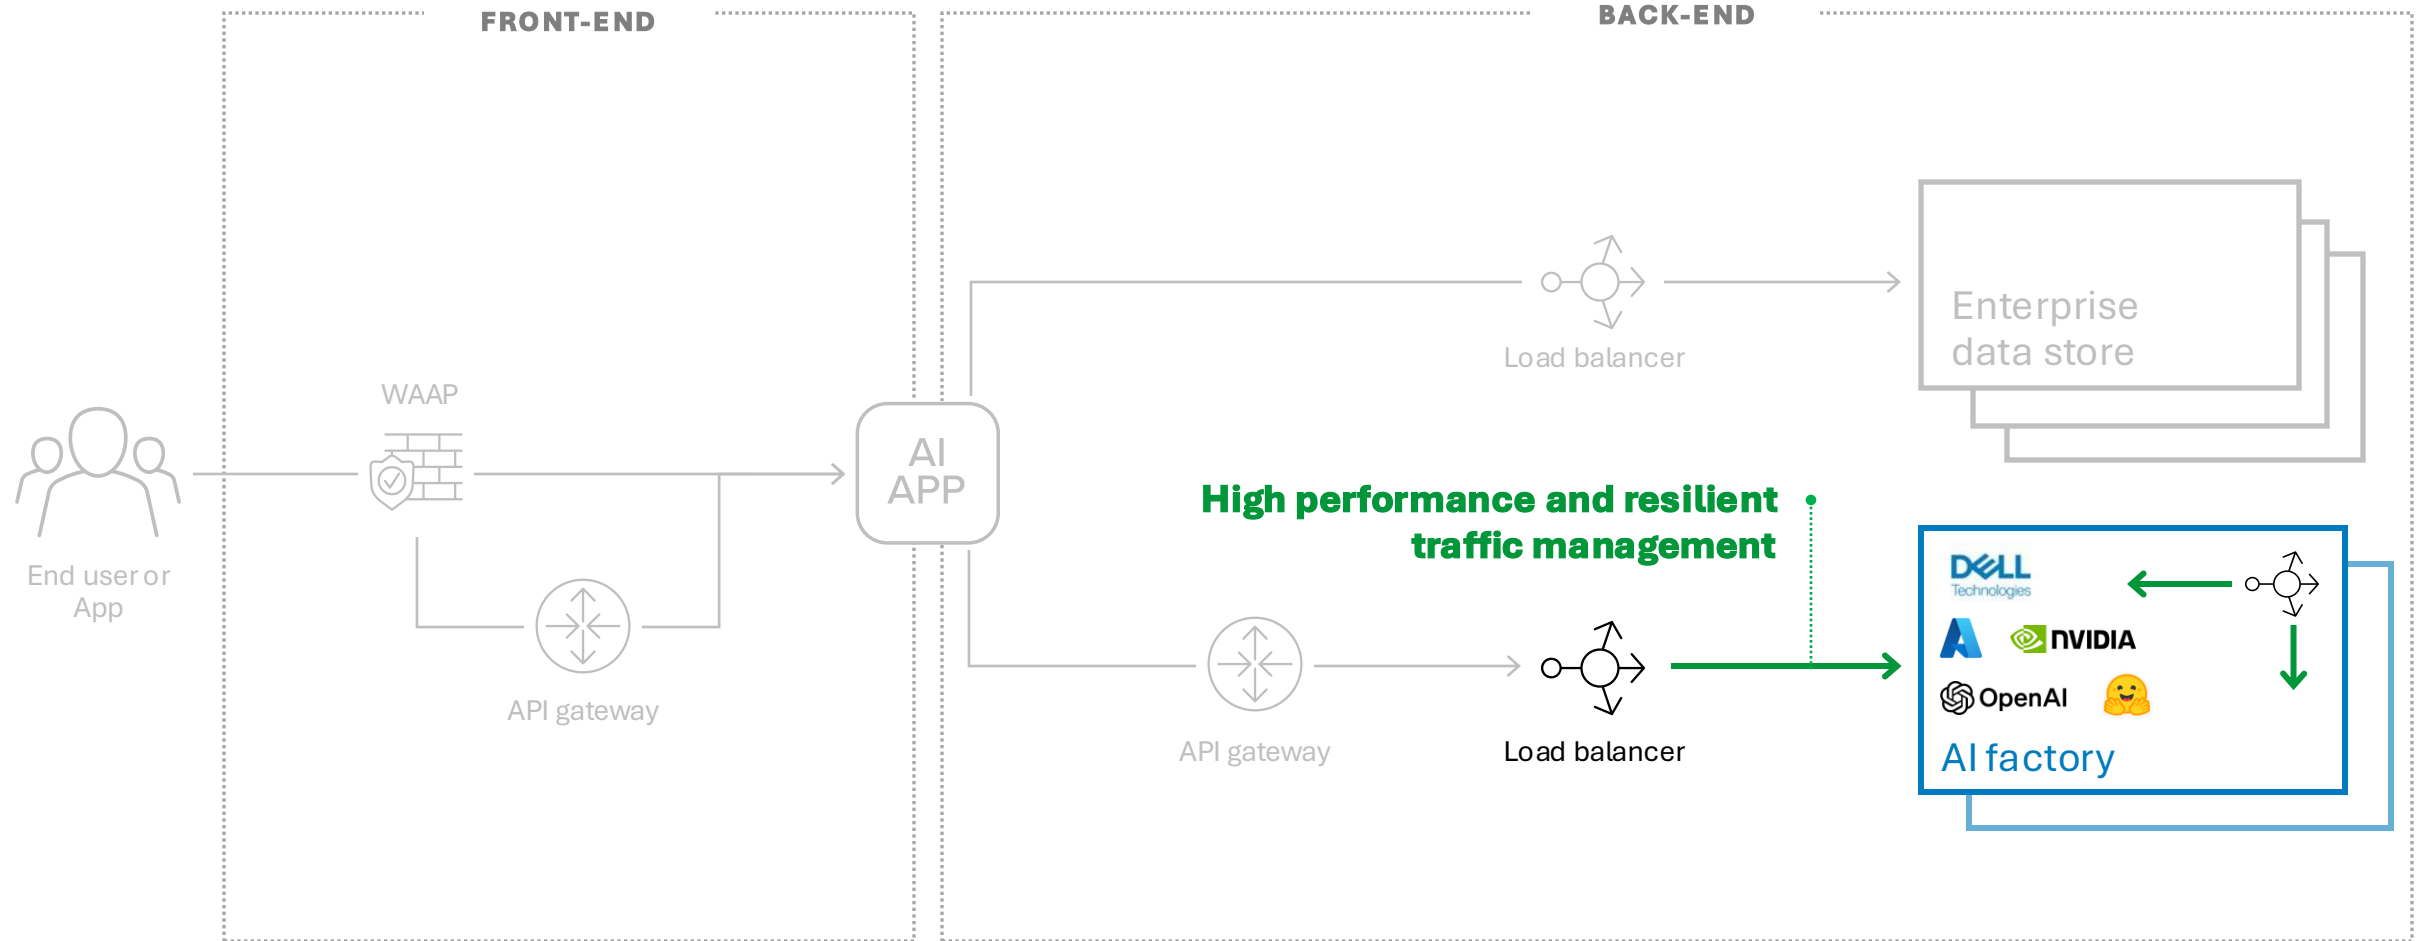 FRONT-END
BACK-END
Enterprise
data store
Load balancer
WAAP
AI
APP
High performance and resilient
traffic management
End user or
App
API gateway
API gateway
Load balancer
DELL
Technologies
NVIDIA
OpenAI
AI factory